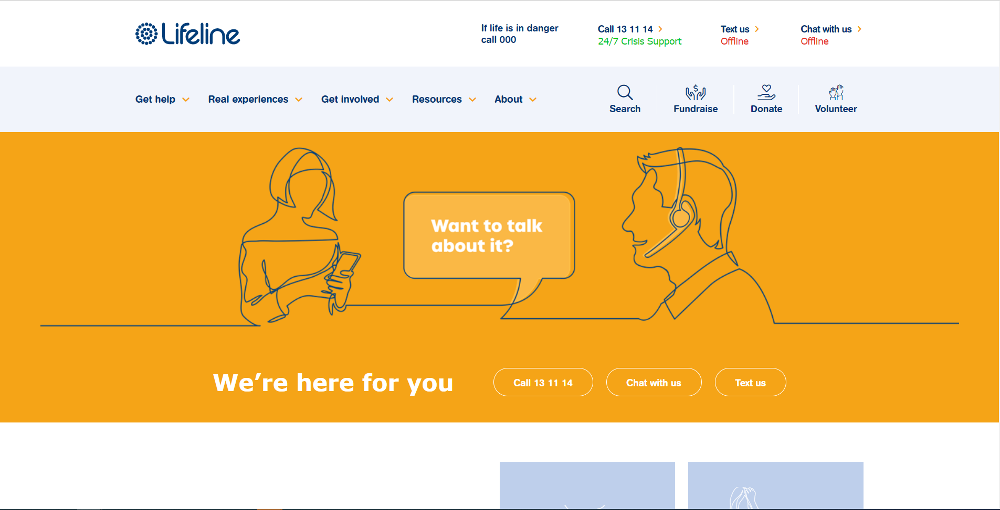 Lifeline
If life is in danger
call 000
Call 13 11 14
24/7 Crisis Support
Text us
Offline
Chat with us
Offline
Get help
Real experiences
Get involved
Resources
About
Search
Fundraise
Donate
Volunteer
Want to talk
about it?
We're here for you
Call 13 11 14
Chat with us
Text us